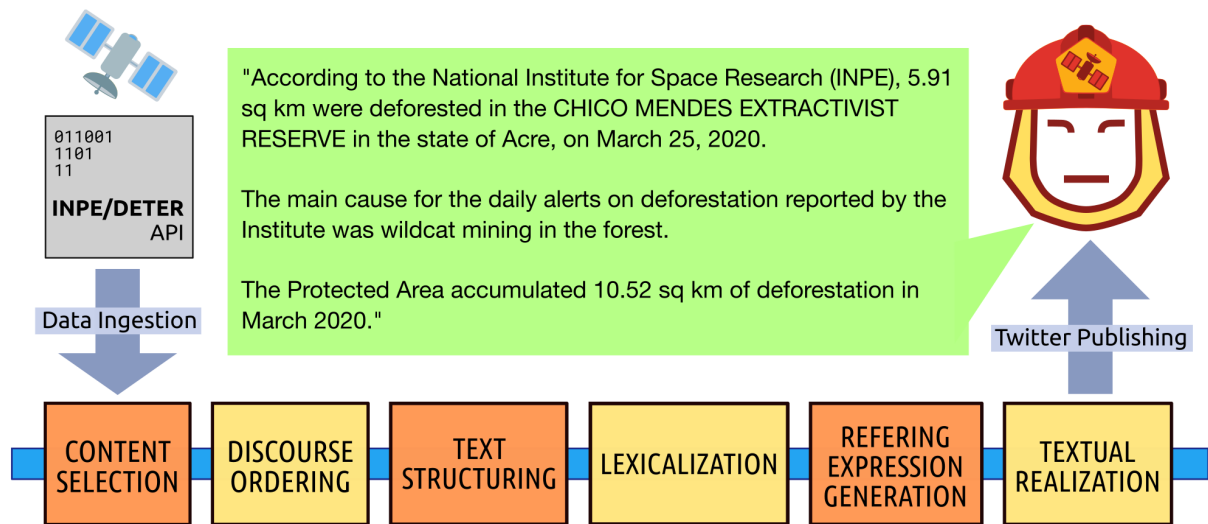 "According to the National Institute for Space Research (INPE), 5.91
sq km were deforested in the CHICO MENDES EXTRACTIVIST
RESERVE in the state of Acre, on March 25, 2020.
The main cause for the daily alerts on deforestation reported by the
Institute was wildcat mining in the forest.
The Protected Area accumulated 10.52 sq km of deforestation in
March 2020."
011001
1101
11
INPE/DETER
API
Data Ingestion
Twitter Publishing
CONTENT
SELECTION
DISCOURSE
ORDERING
TEXT
STRUCTURING
LEXICALIZATION
REFERING
EXPRESSION
GENERATION
TEXTUAL
REALIZATION